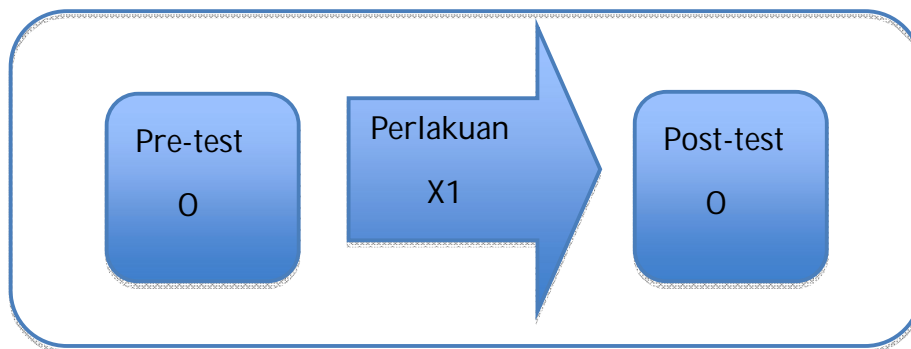 Pre-test
O
Perlakuan
X1
Post-test
O